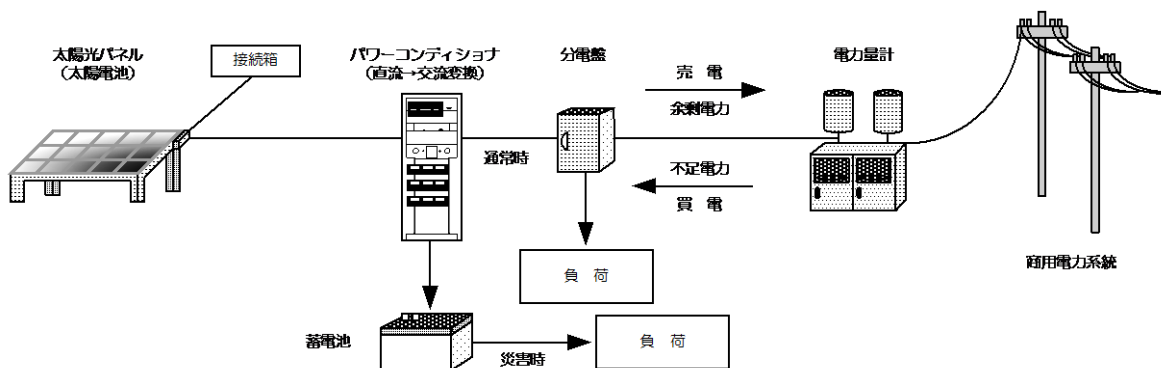 太陽光パネル
(太陽電池)
接続箱
パワーコンディショナ
(直流→交流変換)
分電盤
売 電
余剰電力
電力量計
通常時
不足電力
買 電
負 荷
商用電力系統
蓄電池
災害時
負 荷